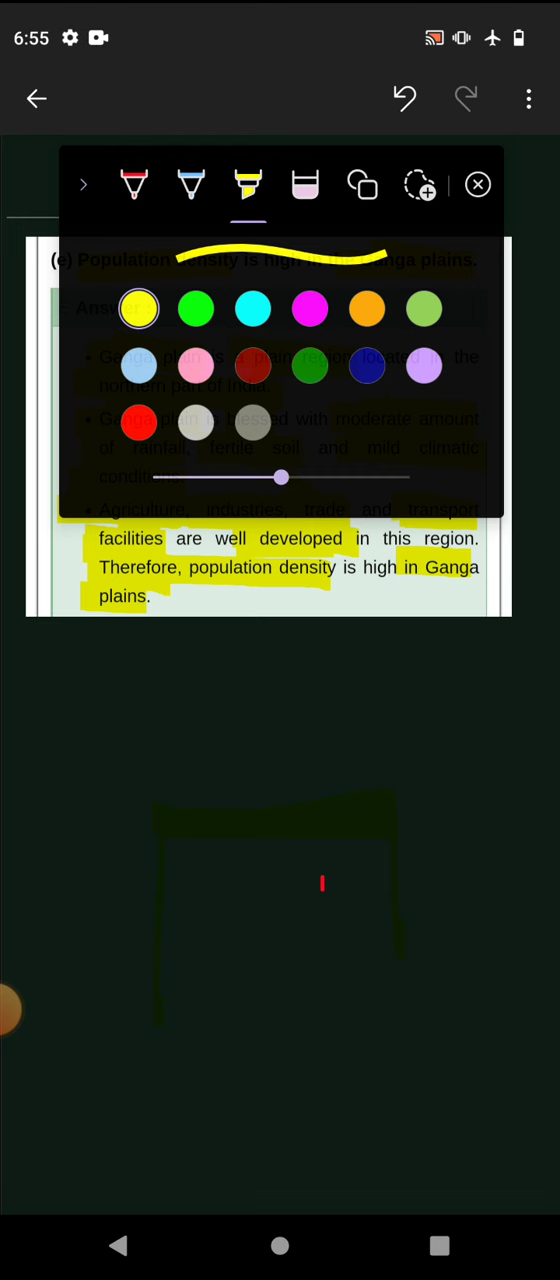 6:55
(e) Population density is high in the Ganga plains.
Answer :
• Ganga plain is a plain region located in the
northern part of India.
• Ganga plain is blessed with moderate amount
of rainfall, fertile soil and mild climatic
conditions.
• Agriculture, industries, trade and transport
facilities are well developed in this region.
Therefore, population density is high in Ganga
plains.